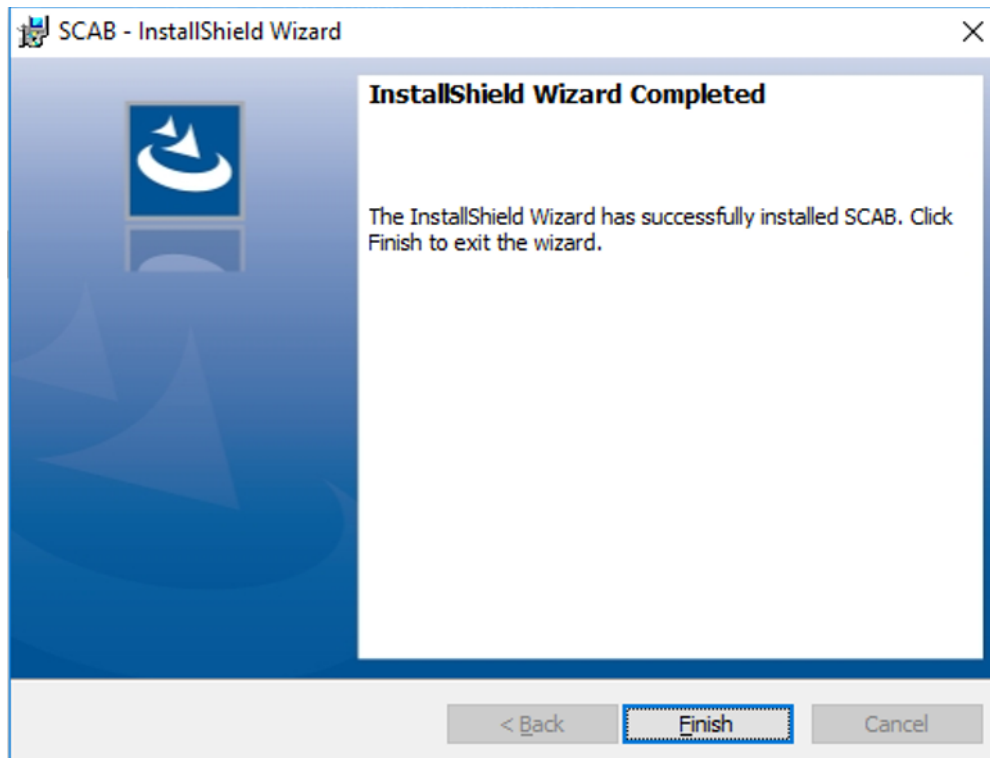 SCAB - InstallShield Wizard
InstallShield Wizard Completed
The InstallShield Wizard has successfully installed SCAB. Click
Finish to exit the wizard.
< Back
Finish
Cancel